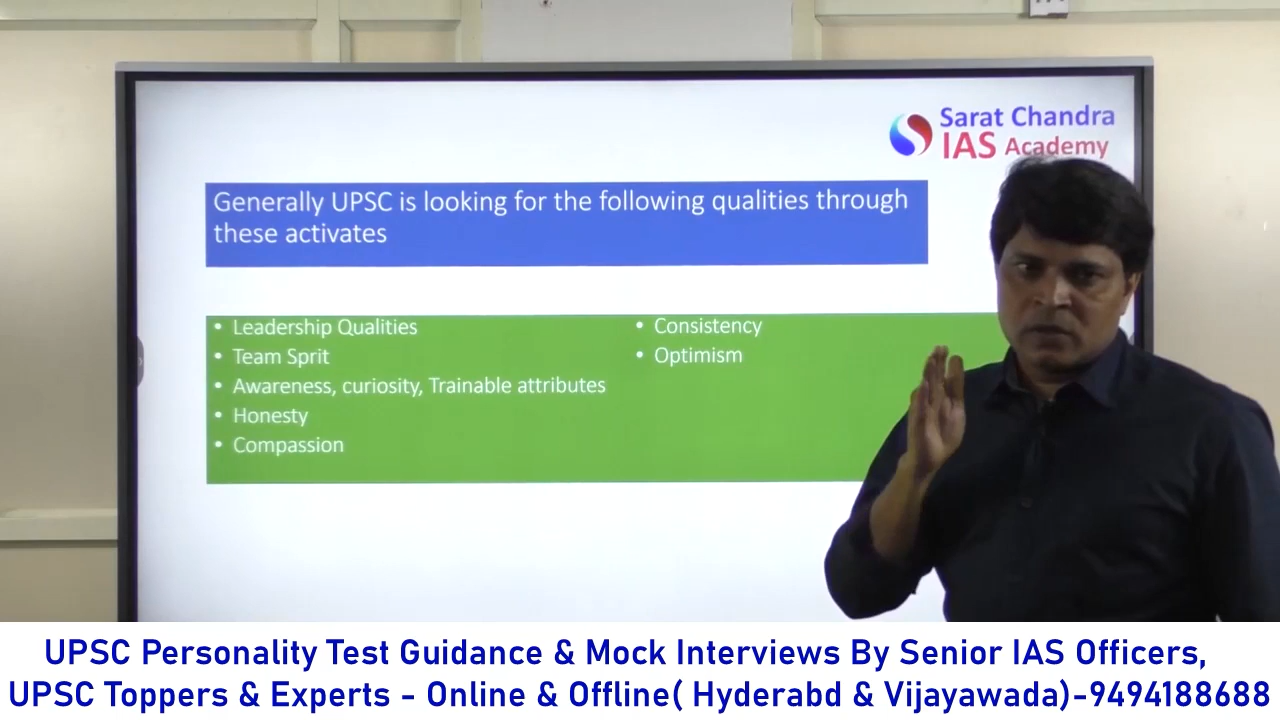 Sarat Chandra
IAS Academy
Generally UPSC is looking for the following qualities through
these activates
• Leadership Qualities
• Team Sprit
• Awareness, curiosity, Trainable attributes
• Honesty
• Compassion
• Consistency
• Optimism
UPSC Personality Test Guidance & Mock Interviews By Senior IAS Officers,
UPSC Toppers & Experts - Online & Offline( Hyderabd & Vijayawada)-9494188688